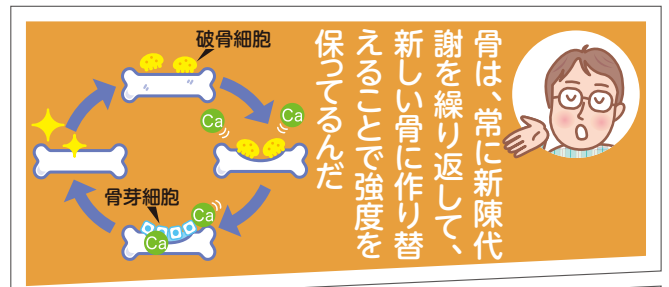 骨は、常に新陳代
謝を繰り返して、
新しい骨に作り替
えることで強度を
保ってるんだ
破骨細胞
Ca
Ca
骨芽細胞
Ca
Ca